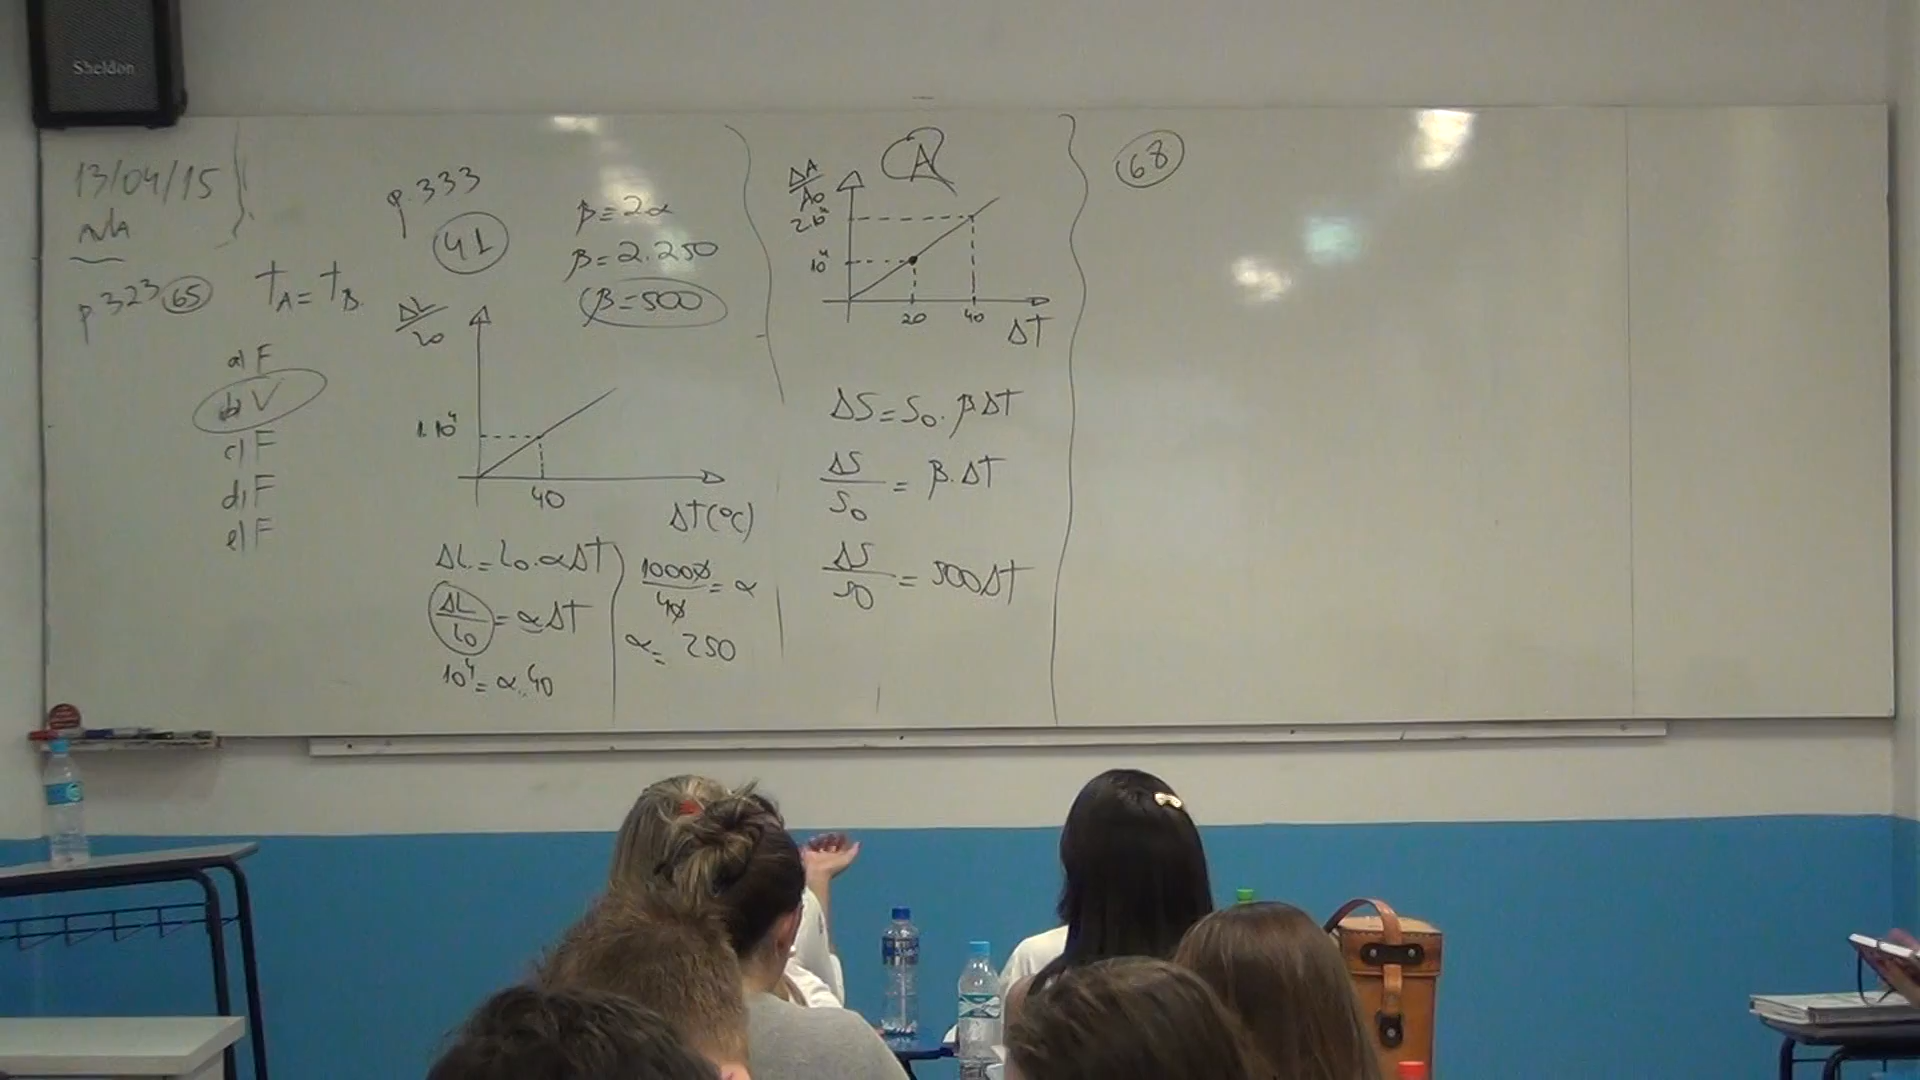 Sheldon
13/04/15
p 323 65
tA = tB
a) F
b) V
c) F
d) F
e) F
p. 333
41
β = 2α
β = 2.250
β = 500
ΔL/L0
1.10⁴
40
ΔT(°C)
ΔL = L0.αΔT
ΔL/L0 = αΔT
10⁴ = α.40
10000/40 = α
α = 250
A
ΔA/A0
2.10⁴
10⁴
20 40
ΔT
ΔS = S0.βΔT
ΔS/S0 = β.ΔT
ΔS/S0 = 500ΔT
68